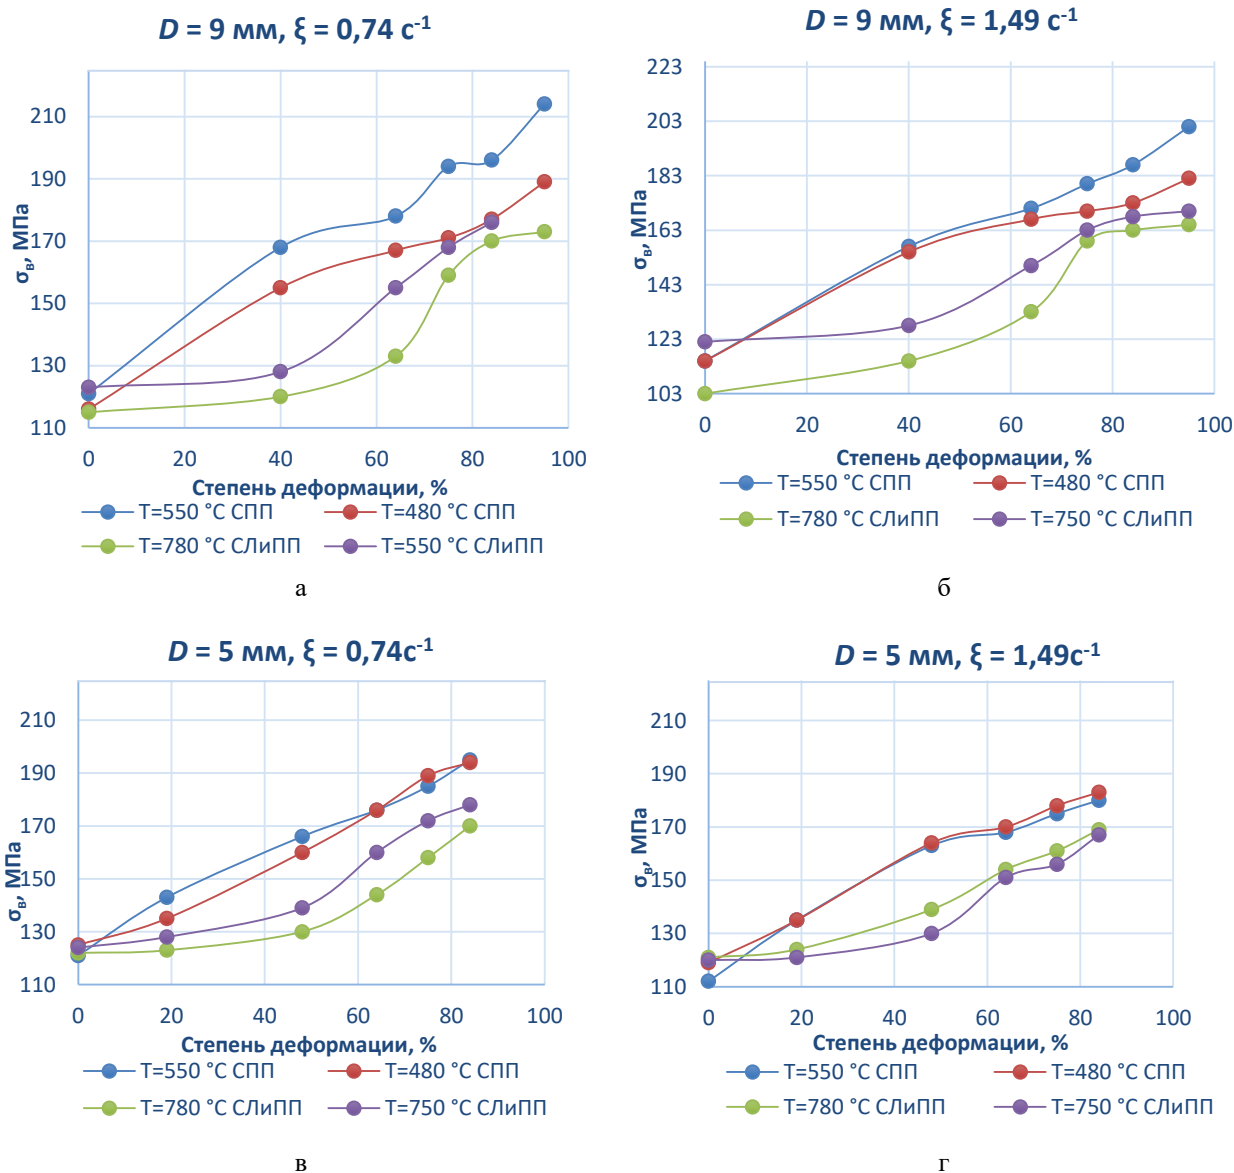 D = 9 мм, ξ = 0,74 с-1
210
190
170
150
130
110
σв, МПа
0 20 40 60 80 100
Степень деформации, %
T=550 °C СПП T=480 °C СПП
T=780 °C СЛиПП T=550 °C СЛиПП
а
D = 9 мм, ξ = 1,49 с-1
223
203
183
163
143
123
103
σв, МПа
0 20 40 60 80 100
Степень деформации, %
T=550 °C СПП T=480 °C СПП
T=780 °C СЛиПП T=750 °C СЛиПП
б
D = 5 мм, ξ = 0,74с-1
210
190
170
150
130
110
σв, МПа
0 20 40 60 80 100
Степень деформации, %
T=550 °C СПП T=480 °C СПП
T=780 °C СЛиПП T=750 °C СЛиПП
в
D = 5 мм, ξ = 1,49с-1
210
190
170
150
130
110
σв, МПа
0 20 40 60 80 100
Степень деформации, %
T=550 °C СПП T=480 °C СПП
T=780 °C СЛиПП T=750 °C СЛиПП
г